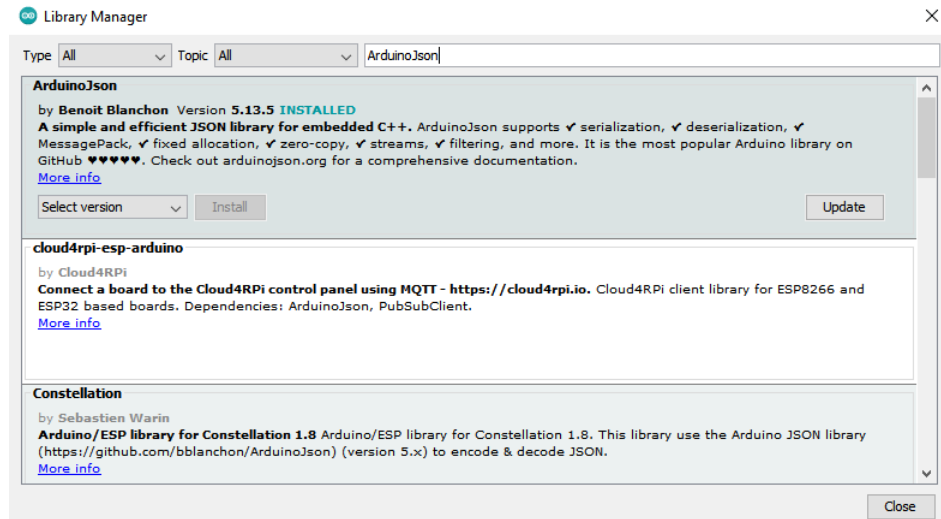 Library Manager
Type All Topic All ArduinoJson
ArduinoJson
by Benoit Blanchon Version 5.13.5 INSTALLED
A simple and efficient JSON library for embedded C++. ArduinoJson supports ✔ serialization, ✔ deserialization, ✔
MessagePack, ✔ fixed allocation, ✔ zero-copy, ✔ streams, ✔ filtering, and more. It is the most popular Arduino library on
GitHub ♥♥♥♥♥. Check out arduinojson.org for a comprehensive documentation.
More info
Select version Install Update
cloud4rpi-esp-arduino
by Cloud4RPi
Connect a board to the Cloud4RPi control panel using MQTT - https://cloud4rpi.io. Cloud4RPi client library for ESP8266 and
ESP32 based boards. Dependencies: ArduinoJson, PubSubClient.
More info
Constellation
by Sebastien Warin
Arduino/ESP library for Constellation 1.8 Arduino/ESP library for Constellation 1.8. This library use the Arduino JSON library
(https://github.com/bblanchon/ArduinoJson) (version 5.x) to encode & decode JSON.
More info
Close